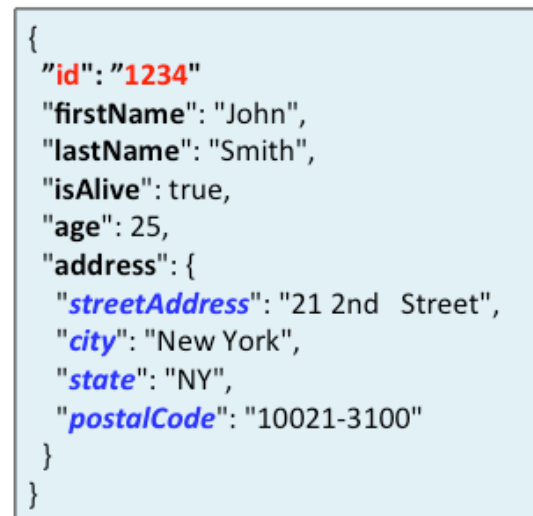 {
”id": ”1234"
"firstName": "John",
"lastName": "Smith",
"isAlive": true,
"age": 25,
"address": {
"streetAddress": "21 2nd   Street",
"city": "New York",
"state": "NY",
"postalCode": "10021-3100"
}
}